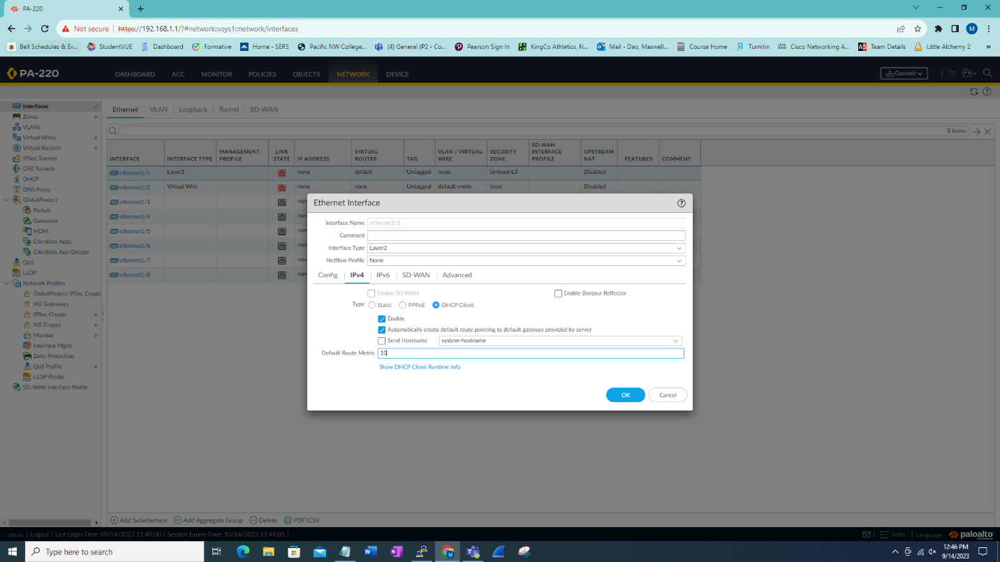 PA-220
Not secure | https://192.168.1.1/?#network::vsys1::network/interfaces
M
Bell Schedules & Ev... StudentVUE Dashboard Formative Home - SERS Pacific NW Colleg... (4) General (P2 - Co... Pearson Sign In KingCo Athletics, N... Mail - Dao, Maxwell... Course Home Turnitin Cisco Networking A... Team Details Little Alchemy 2 »
PA-220 DASHBOARD ACC MONITOR POLICIES OBJECTS NETWORK DEVICE Commit
Interfaces
Zones
VLANs
Virtual Wires
Virtual Routers
IPSec Tunnels
GRE Tunnels
DHCP
DNS Proxy
GlobalProtect
Portals
Gateways
MDM
Clientless Apps
Clientless App Groups
QoS
LLDP
Network Profiles
GlobalProtect IPSec Crypto
IKE Gateways
IPSec Crypto
IKE Crypto
Monitor
Interface Mgmt
Zone Protection
QoS Profile
LLDP Profile
SD-WAN Interface Profile
Ethernet | VLAN | Loopback | Tunnel | SD-WAN
8 items
INTERFACE INTERFACE TYPE MANAGEMENT PROFILE LINK STATE IP ADDRESS VIRTUAL ROUTER TAG VLAN / VIRTUAL-WIRE SECURITY ZONE SD-WAN INTERFACE PROFILE UPSTREAM NAT FEATURES COMMENT
ethernet1/1 Layer3 none default Untagged none Untrust-L3 Disabled
ethernet1/2 Virtual Wire none none Untagged default-vwire trust Disabled
ethernet1/3
ethernet1/4
ethernet1/5
ethernet1/6
ethernet1/7
ethernet1/8
Ethernet Interface
Interface Name ethernet1/1
Comment
Interface Type Layer3
Netflow Profile None
Config | IPv4 | IPv6 | SD-WAN | Advanced
Enable SD-WAN Enable Bonjour Reflector
Type Static PPPoE DHCP Client
Enable
Automatically create default route pointing to default gateway provided by server
Send Hostname system-hostname
Default Route Metric 10
Show DHCP Client Runtime Info
OK Cancel
Add Subinterface Add Aggregate Group Delete PDF/CSV
admin | Logout | Last Login Time: 09/14/2023 11:49:00 | Session Expire Time: 10/14/2023 11:49:05 | Tasks | Language paloalto NETWORKS
Type here to search
12:46 PM
9/14/2023